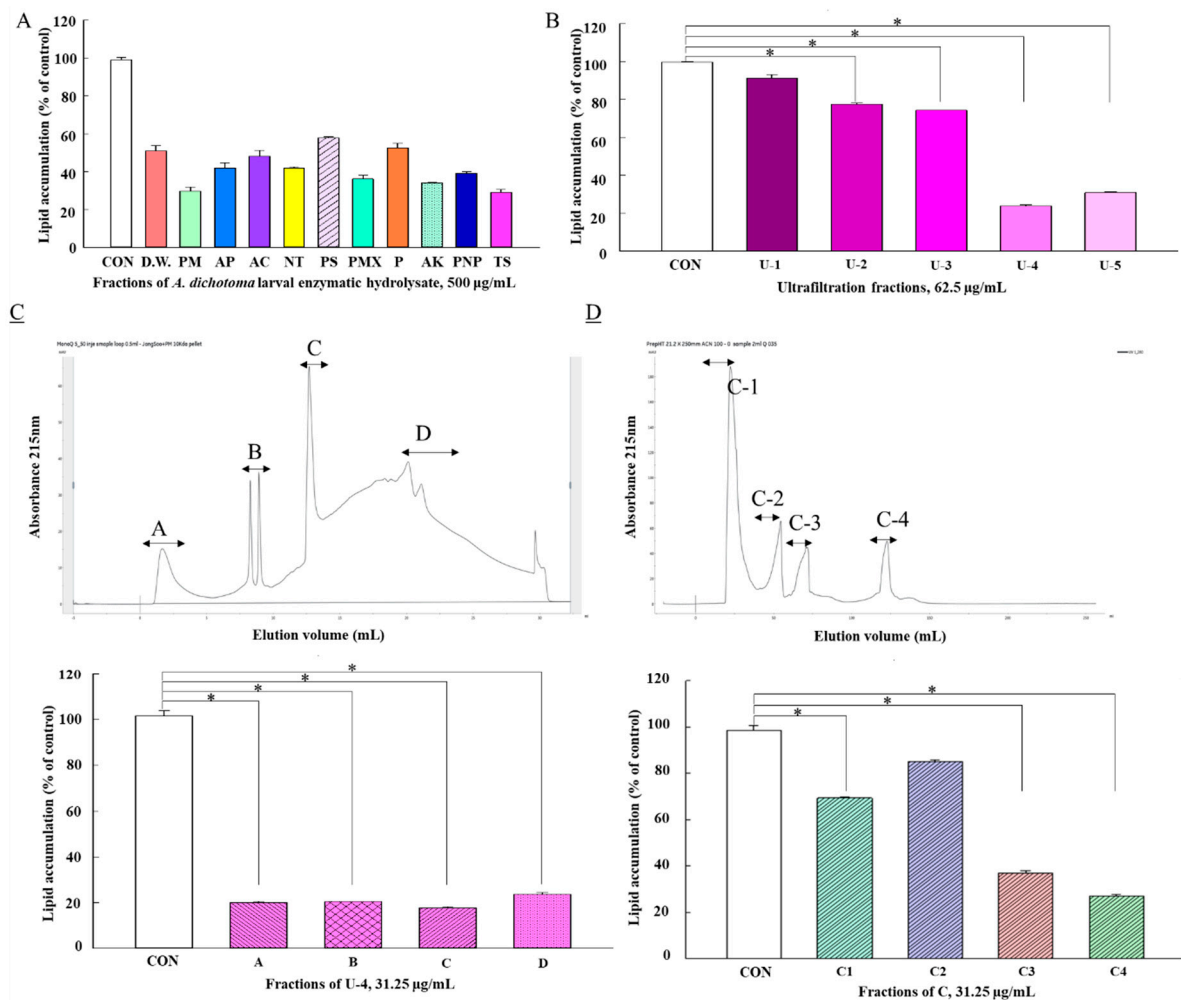 A
Lipid accumulation (% of control)
120
100
80
60
40
20
0
CON D.W. PM AP AC NT PS PMX P AK PNP TS
Fractions of A. dichotoma larval enzymatic hydrolysate, 500 µg/mL
B
Lipid accumulation (% of control)
120
100
80
60
40
20
0
* * * *
CON U-1 U-2 U-3 U-4 U-5
Ultrafiltration fractions, 62.5 µg/mL
C
Absorbance 215nm
A
B
C
D
Elution volume (mL)
Lipid accumulation (% of control)
120
100
80
60
40
20
0
* * * *
CON A B C D
Fractions of U-4, 31.25 µg/mL
D
Absorbance 215nm
C-1
C-2
C-3
C-4
Elution volume (mL)
Lipid accumulation (% of control)
120
100
80
60
40
20
0
* * *
CON C1 C2 C3 C4
Fractions of C, 31.25 µg/mL